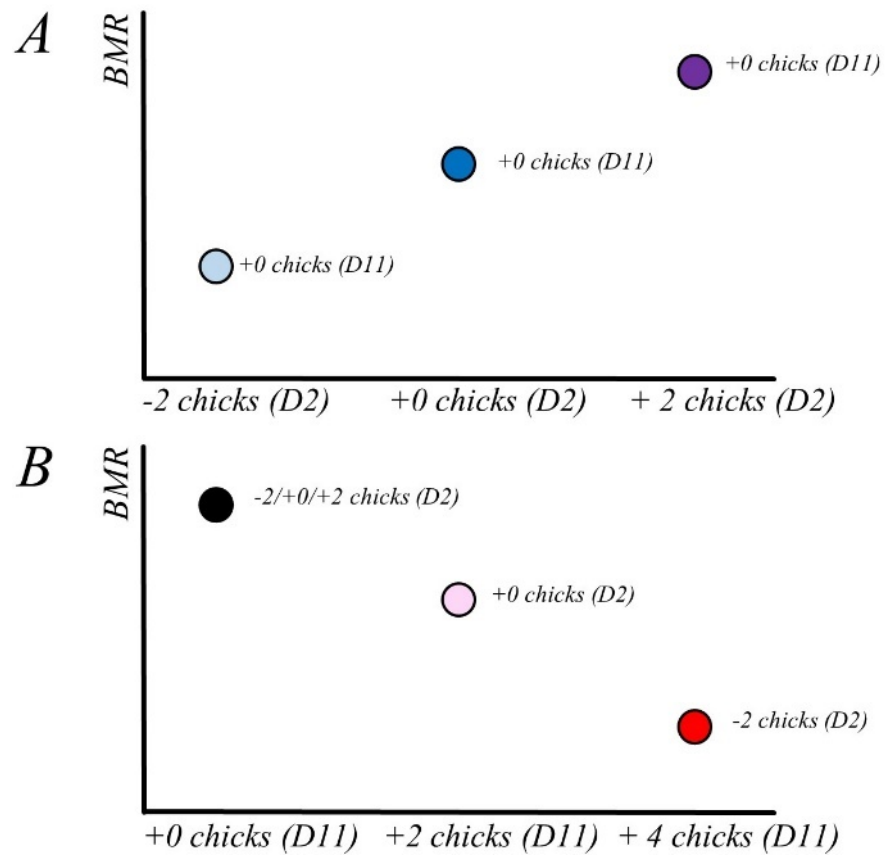 A
BMR
+0 chicks (D11)
+0 chicks (D11)
+0 chicks (D11)
-2 chicks (D2)
+0 chicks (D2)
+ 2 chicks (D2)
B
BMR
-2/+0/+2 chicks (D2)
+0 chicks (D2)
-2 chicks (D2)
+0 chicks (D11)
+2 chicks (D11)
+ 4 chicks (D11)